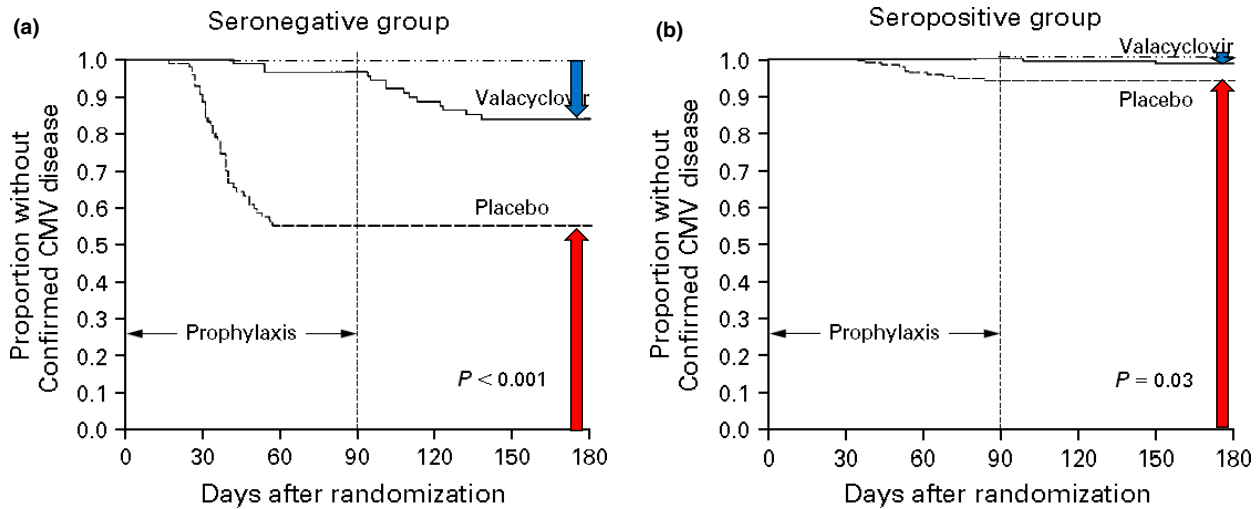 (a)
Seronegative group
1.0
0.9
0.8
0.7
0.6
0.5
0.4
0.3
0.2
0.1
0.0
Proportion without
Confirmed CMV disease
Valacyclovir
Placebo
Prophylaxis
P < 0.001
0 30 60 90 120 150 180
Days after randomization
(b)
Seropositive group
1.0
0.9
0.8
0.7
0.6
0.5
0.4
0.3
0.2
0.1
0.0
Proportion without
Confirmed CMV disease
Valacyclovir
Placebo
Prophylaxis
P = 0.03
0 30 60 90 120 150 180
Days after randomization